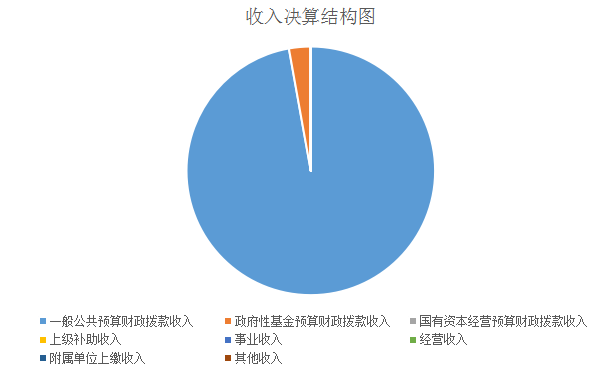 收入决算结构图
一般公共预算财政拨款收入 政府性基金预算财政拨款收入 国有资本经营预算财政拨款收入
上级补助收入 事业收入 经营收入
附属单位上缴收入 其他收入